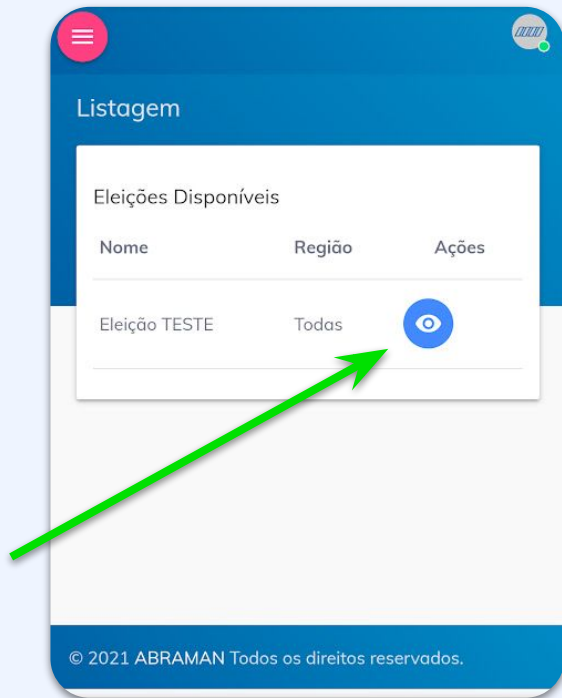 Listagem
Eleições Disponíveis
Nome Região Ações
Eleição TESTE Todas
© 2021 ABRAMAN Todos os direitos reservados.